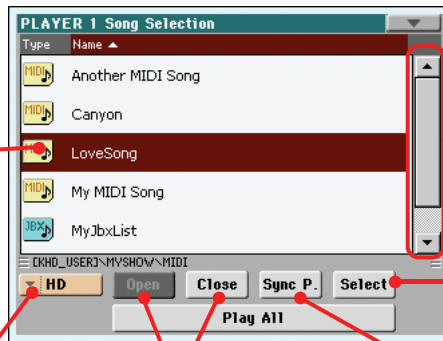 PLAYER 1 Song Selection
Type Name
MIDI Another MIDI Song
MIDI Canyon
LoveSong
MIDI My MIDI Song
JBX MyJbxList
[KHD_USER]\MYSHOW\MIDI
HD Open Close Sync P. Select
Play All